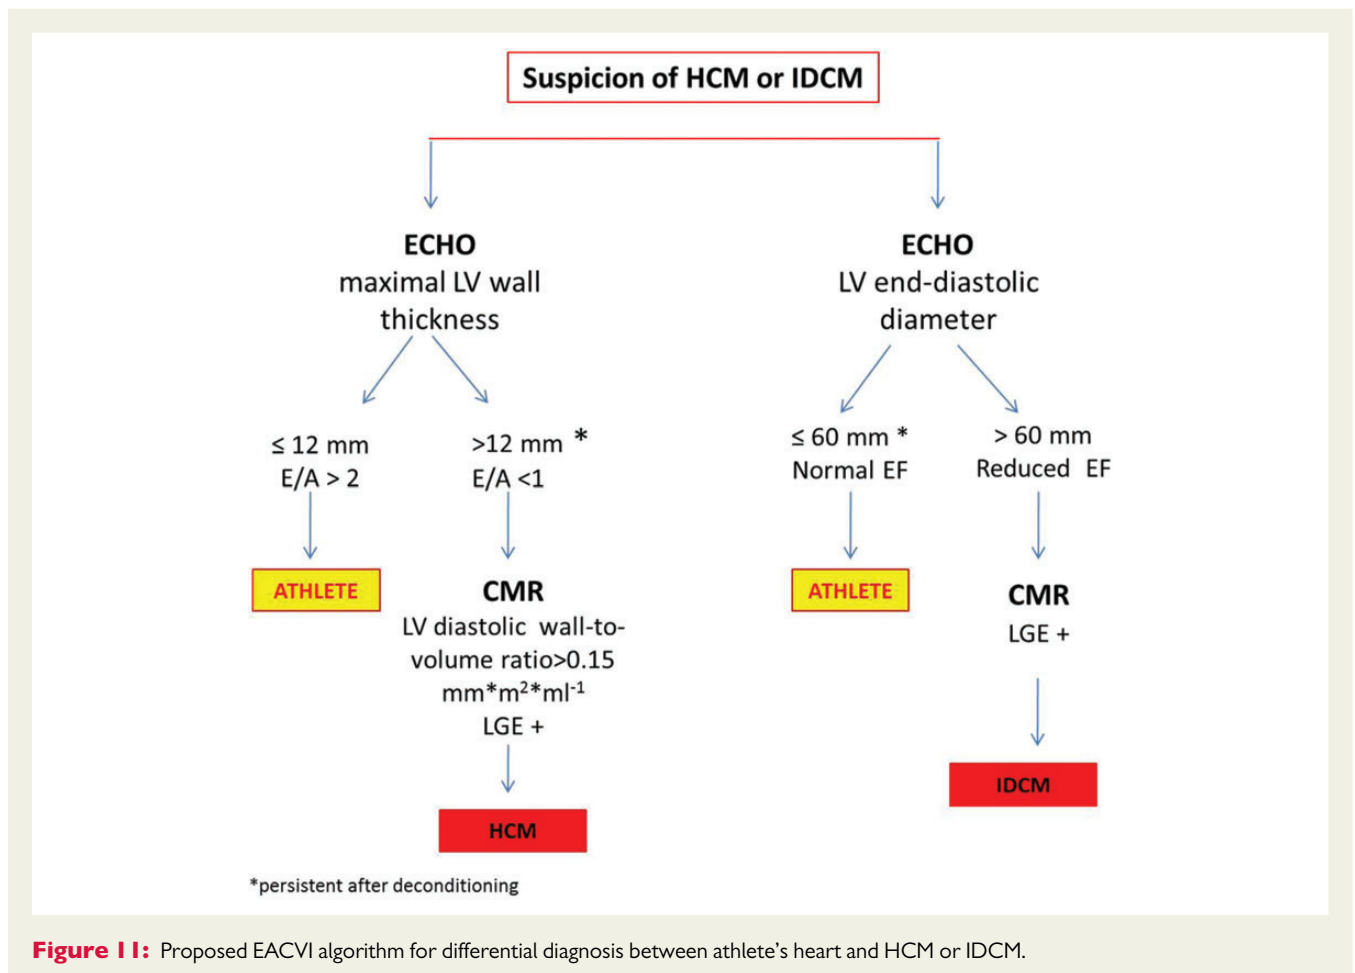 Suspicion of HCM or IDCM
ECHO
maximal LV wall
thickness
≤ 12 mm
E/A > 2
ATHLETE
>12 mm *
E/A <1
CMR
LV diastolic wall-to-
volume ratio>0.15
mm*m²*ml⁻¹
LGE +
HCM
ECHO
LV end-diastolic
diameter
≤ 60 mm *
Normal EF
ATHLETE
> 60 mm
Reduced EF
CMR
LGE +
IDCM
*persistent after deconditioning
Figure 11: Proposed EACVI algorithm for differential diagnosis between athlete’s heart and HCM or IDCM.